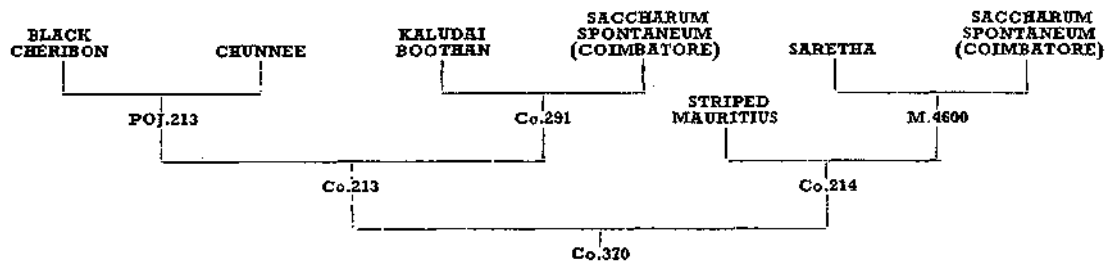 BLACK
CHERIBON
CHUNNEE
KALUDAI
BOOTHAN
SACCHARUM
SPONTANEUM
(COIMBATORE)
SARETHA
SACCHARUM
SPONTANEUM
(COIMBATORE)
POJ.213
Co.291
STRIPED
MAURITIUS
M.4600
Co.213
Co.214
Co.370